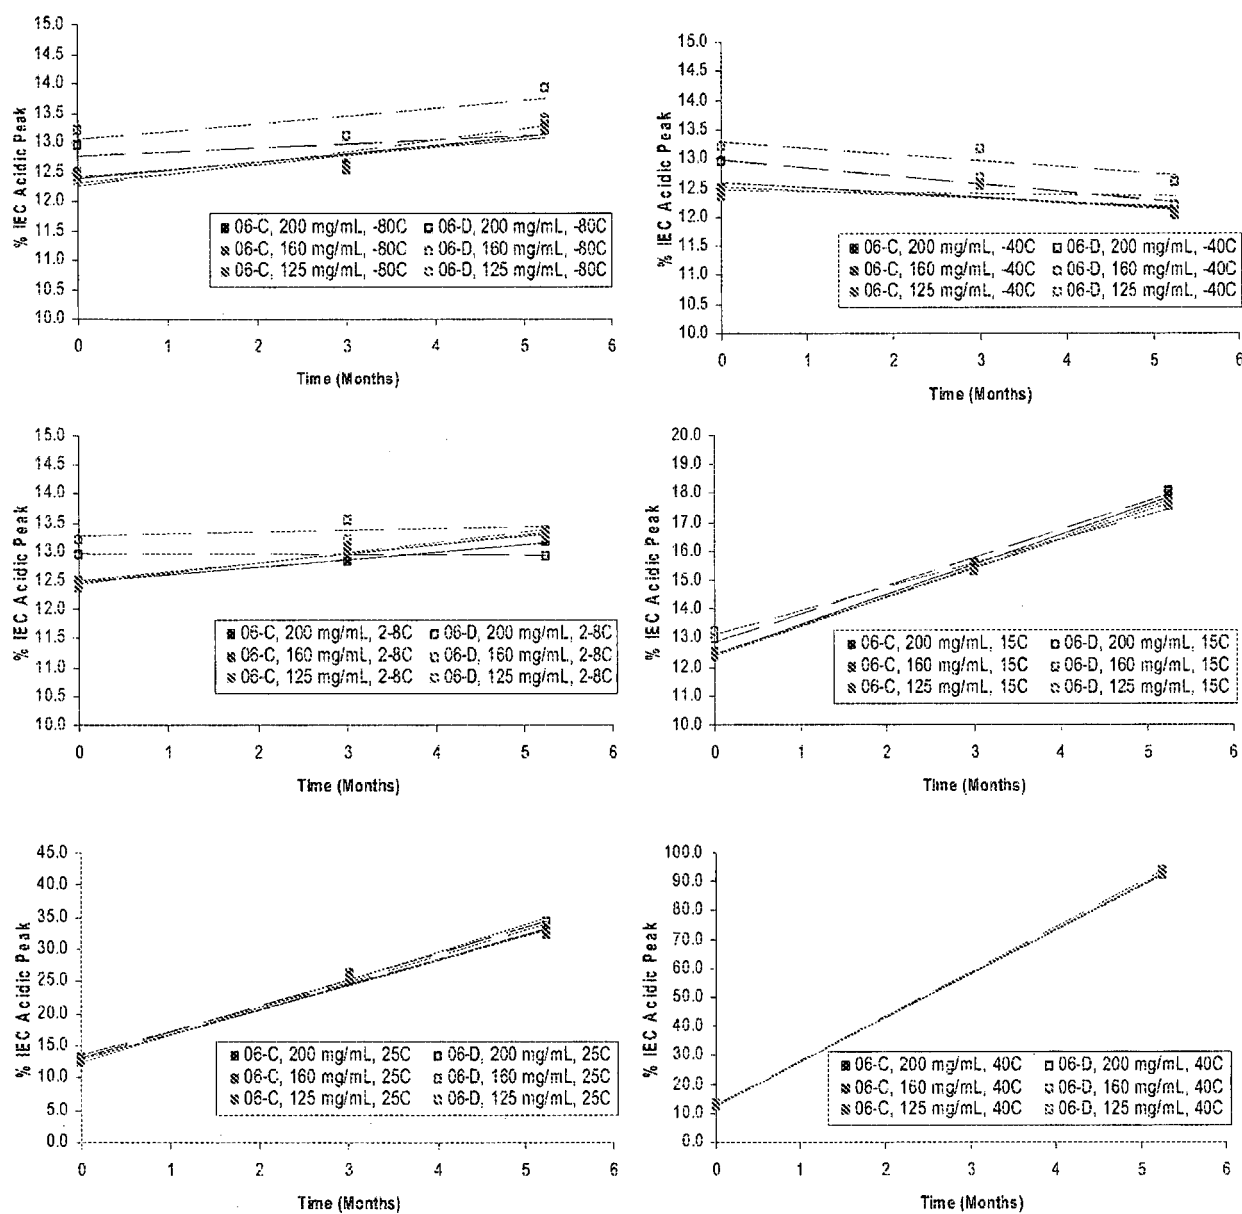 % IEC Acidic Peak
15.0
14.5
14.0
13.5
13.0
12.5
12.0
11.5
11.0
10.5
10.0
06-C, 200 mg/mL, -80C 06-D, 200 mg/mL, -80C
06-C, 160 mg/mL, -80C 06-D, 160 mg/mL, -80C
06-C, 125 mg/mL, -80C 06-D, 125 mg/mL, -80C
0 1 2 3 4 5 6
Time (Months)
% IEC Acidic Peak
15.0
14.5
14.0
13.5
13.0
12.5
12.0
11.5
11.0
10.5
10.0
06-C, 200 mg/mL, -40C 06-D, 200 mg/mL, -40C
06-C, 160 mg/mL, -40C 06-D, 160 mg/mL, -40C
06-C, 125 mg/mL, -40C 06-D, 125 mg/mL, -40C
0 1 2 3 4 5 6
Time (Months)
% IEC Acidic Peak
15.0
14.5
14.0
13.5
13.0
12.5
12.0
11.5
11.0
10.5
10.0
06-C, 200 mg/mL, 2-8C 06-D, 200 mg/mL, 2-8C
06-C, 160 mg/mL, 2-8C 06-D, 160 mg/mL, 2-8C
06-C, 125 mg/mL, 2-8C 06-D, 125 mg/mL, 2-8C
0 1 2 3 4 5 6
Time (Months)
% IEC Acidic Peak
20.0
19.0
18.0
17.0
16.0
15.0
14.0
13.0
12.0
11.0
10.0
06-C, 200 mg/mL, 15C 06-D, 200 mg/mL, 15C
06-C, 160 mg/mL, 15C 06-D, 160 mg/mL, 15C
06-C, 125 mg/mL, 15C 06-D, 125 mg/mL, 15C
0 1 2 3 4 5 6
Time (Months)
% IEC Acidic Peak
45.0
40.0
35.0
30.0
25.0
20.0
15.0
10.0
5.0
0.0
06-C, 200 mg/mL, 25C 06-D, 200 mg/mL, 25C
06-C, 160 mg/mL, 25C 06-D, 160 mg/mL, 25C
06-C, 125 mg/mL, 25C 06-D, 125 mg/mL, 25C
0 1 2 3 4 5 6
Time (Months)
% IEC Acidic Peak
100.0
90.0
80.0
70.0
60.0
50.0
40.0
30.0
20.0
10.0
0.0
06-C, 200 mg/mL, 40C 06-D, 200 mg/mL, 40C
06-C, 160 mg/mL, 40C 06-D, 160 mg/mL, 40C
06-C, 125 mg/mL, 40C 06-D, 125 mg/mL, 40C
0 1 2 3 4 5 6
Time (Months)